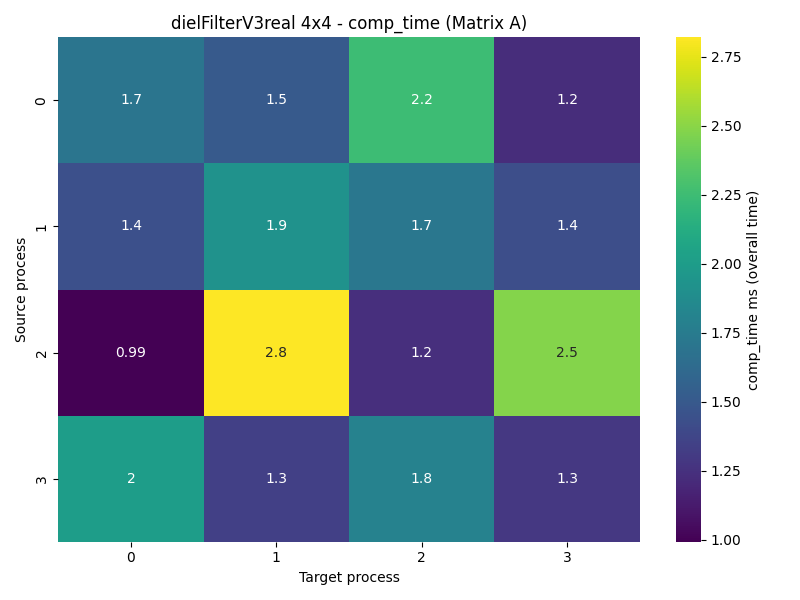 dielFilterV3real 4x4 - comp_time (Matrix A)
0 1.7 1.5 2.2 1.2
1 1.4 1.9 1.7 1.4
2 0.99 2.8 1.2 2.5
3 2 1.3 1.8 1.3
0 1 2 3
Target process
Source process
2.75
2.50
2.25
2.00
1.75
1.50
1.25
1.00
comp_time ms (overall time)